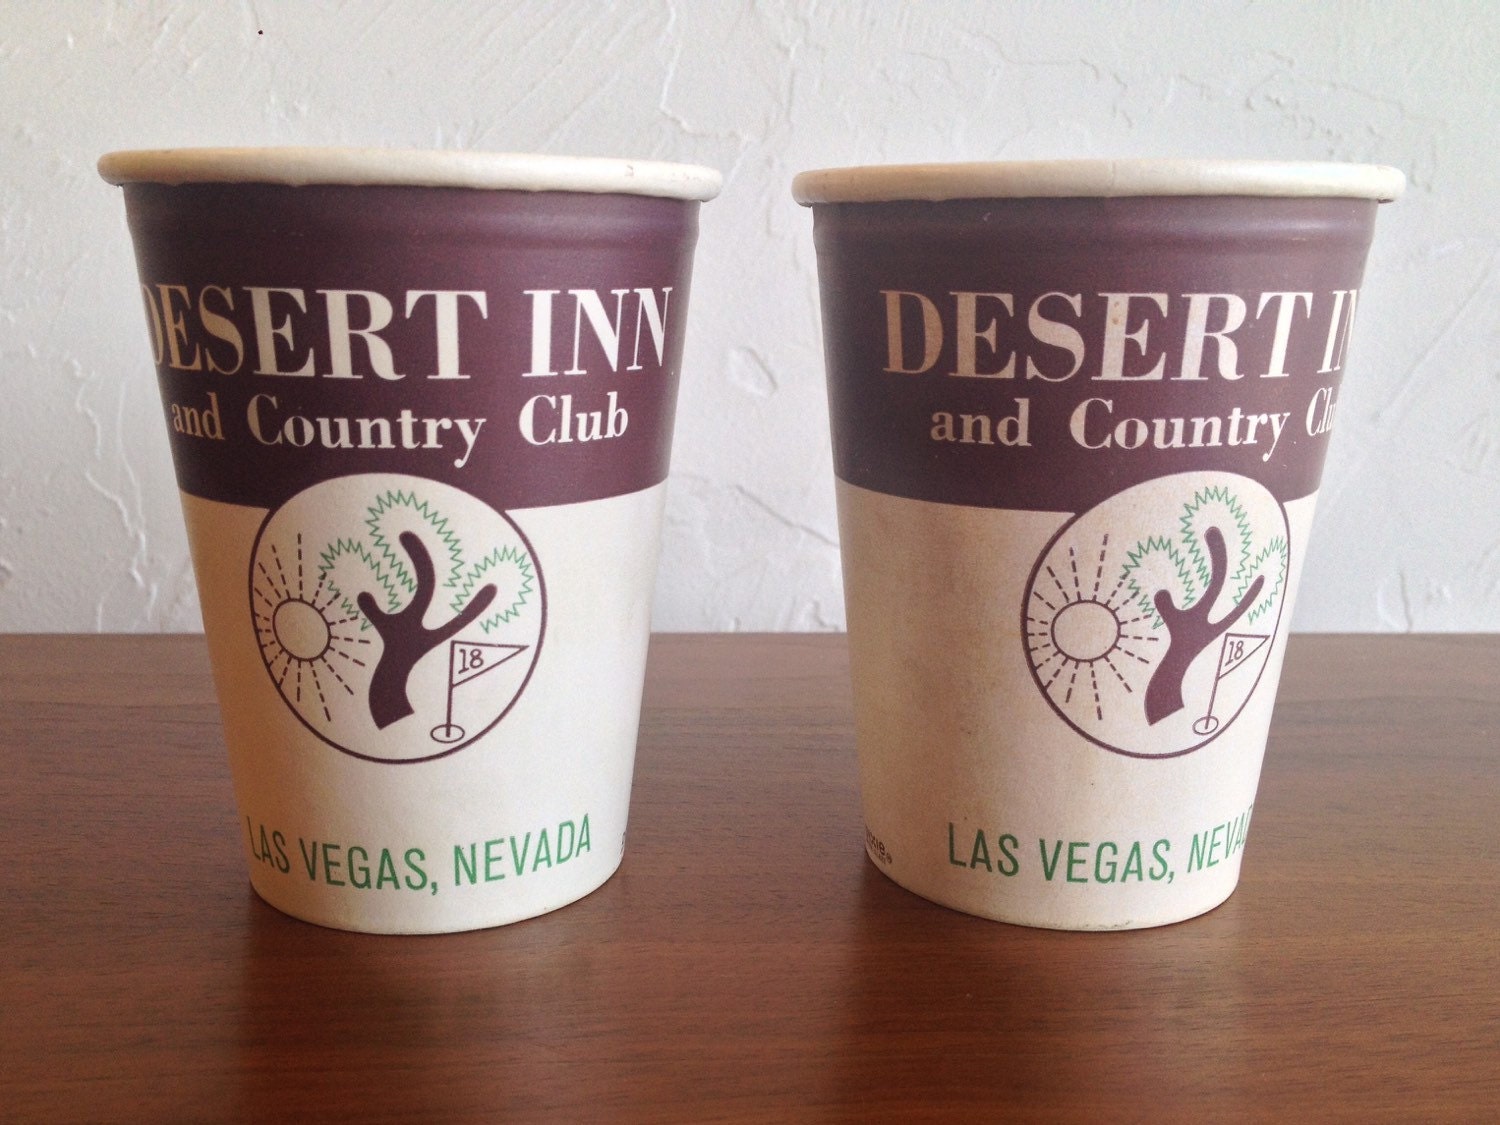 DESERT INN
and Country Club
18
LAS VEGAS, NEVADA
DESERT IN
and Country Clu
18
LAS VEGAS, NEVA